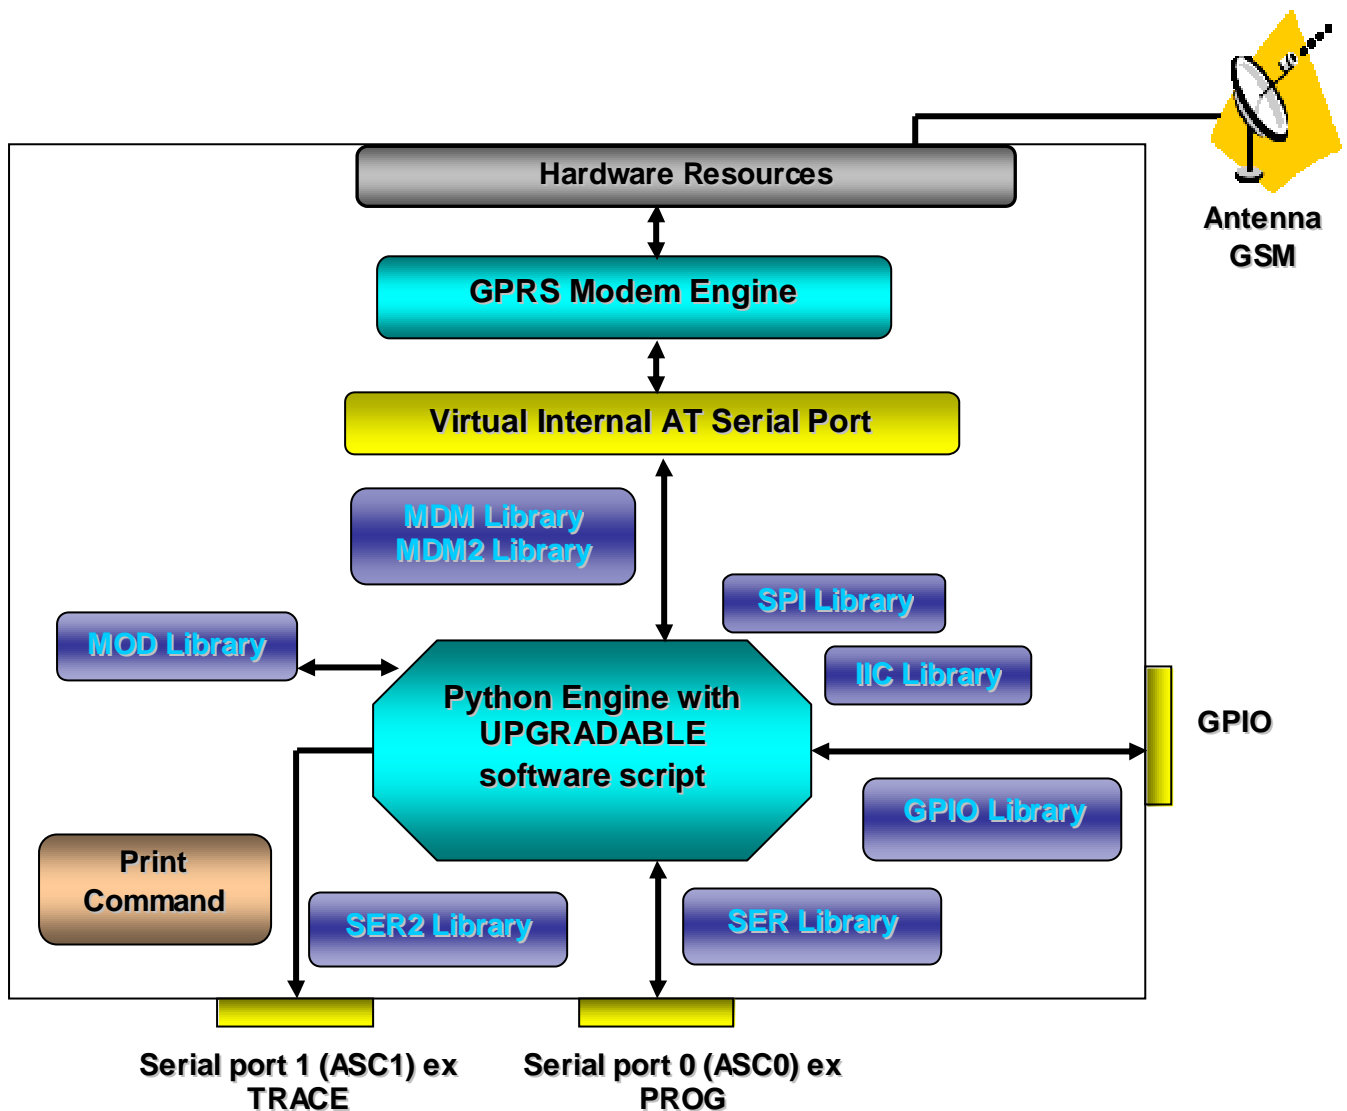 Hardware Resources
Antenna
GSM
GPRS Modem Engine
Virtual Internal AT Serial Port
MDM Library
MDM2 Library
SPI Library
MOD Library
IIC Library
Python Engine with
UPGRADABLE
software script
GPIO
GPIO Library
Print
Command
SER2 Library
SER Library
Serial port 1 (ASC1) ex
TRACE
Serial port 0 (ASC0) ex
PROG